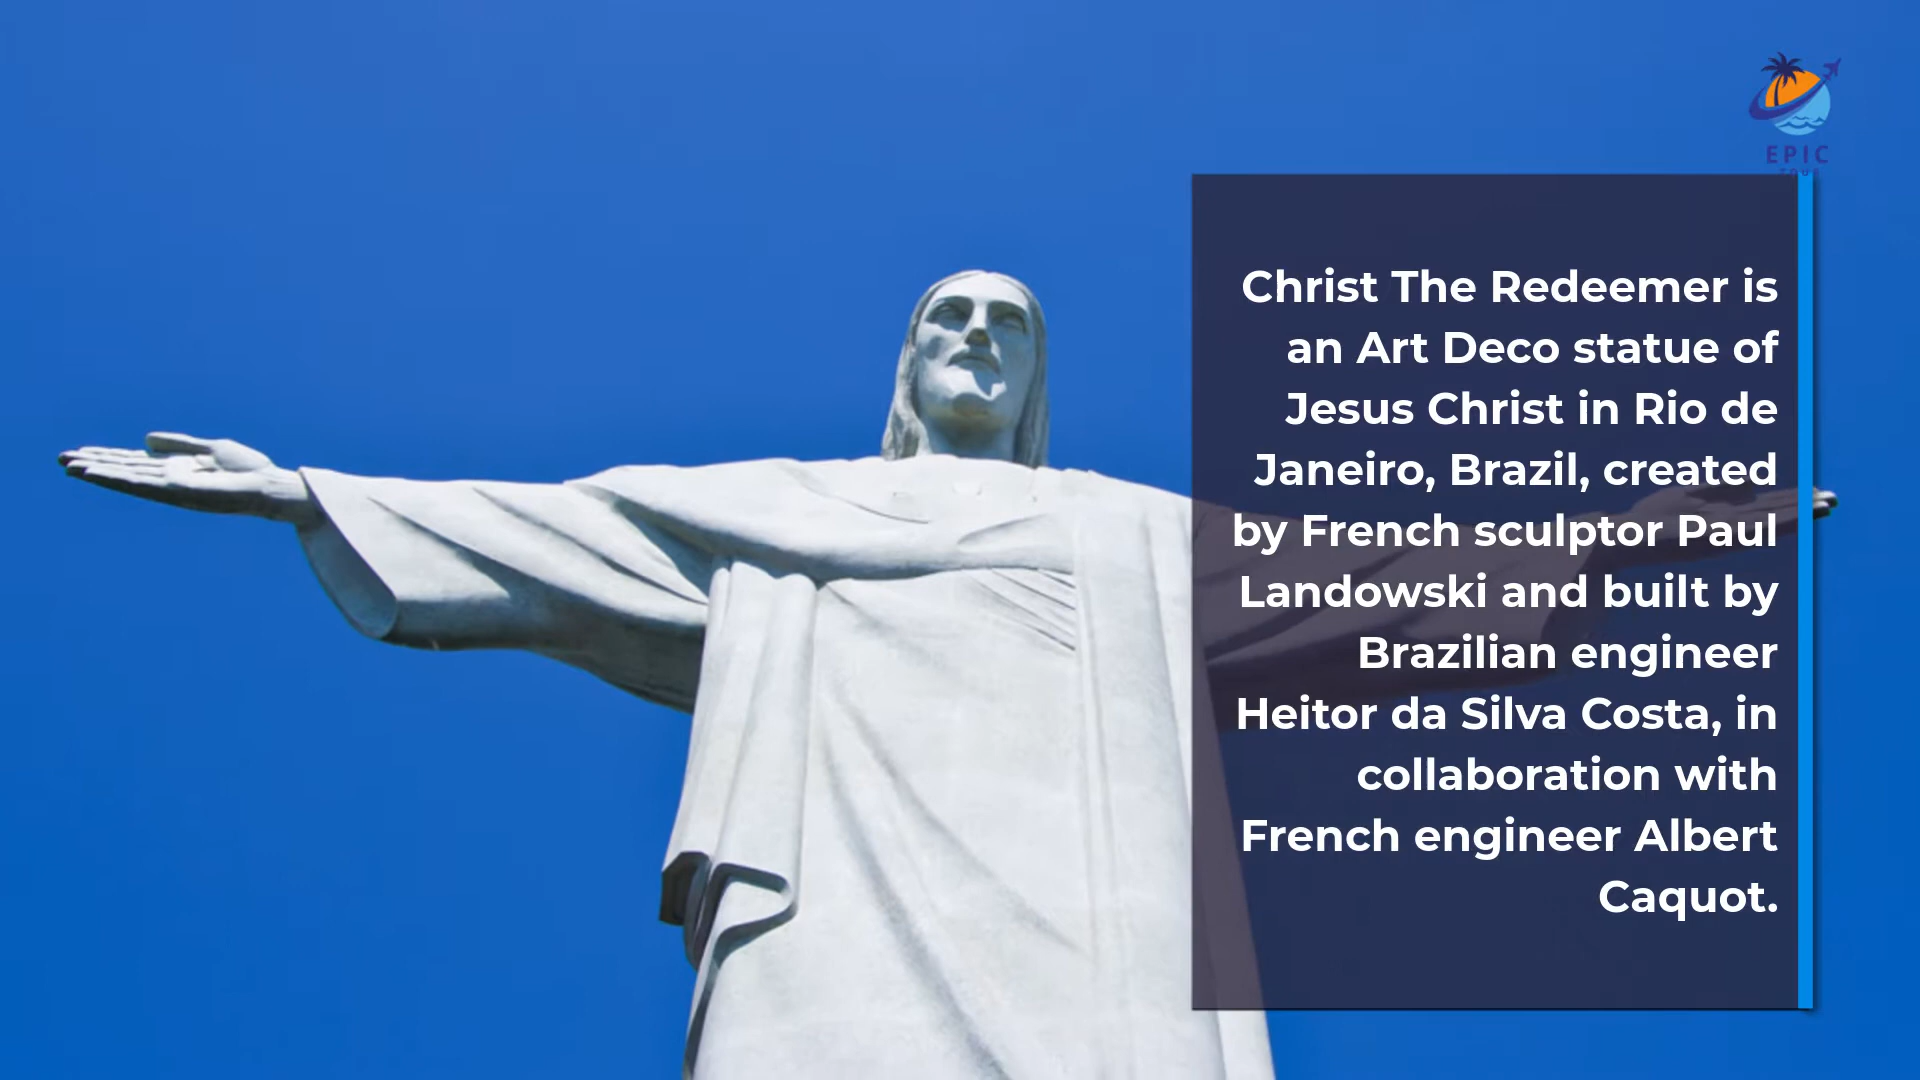 EPIC
TOUR
Christ The Redeemer is
an Art Deco statue of
Jesus Christ in Rio de
Janeiro, Brazil, created
by French sculptor Paul
Landowski and built by
Brazilian engineer
Heitor da Silva Costa, in
collaboration with
French engineer Albert
Caquot.